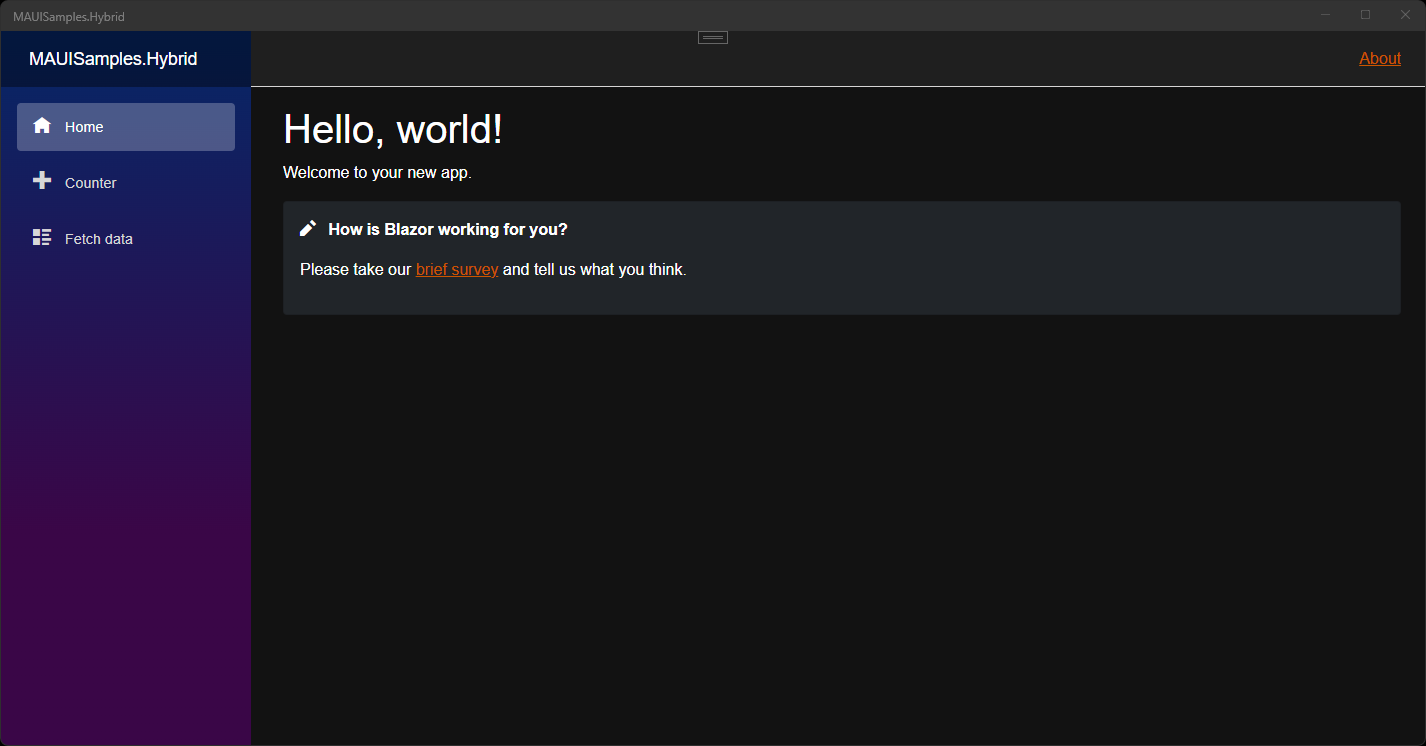 MAUISamples.Hybrid
MAUISamples.Hybrid
About
Home
Counter
Fetch data
Hello, world!
Welcome to your new app.
How is Blazor working for you?
Please take our brief survey and tell us what you think.